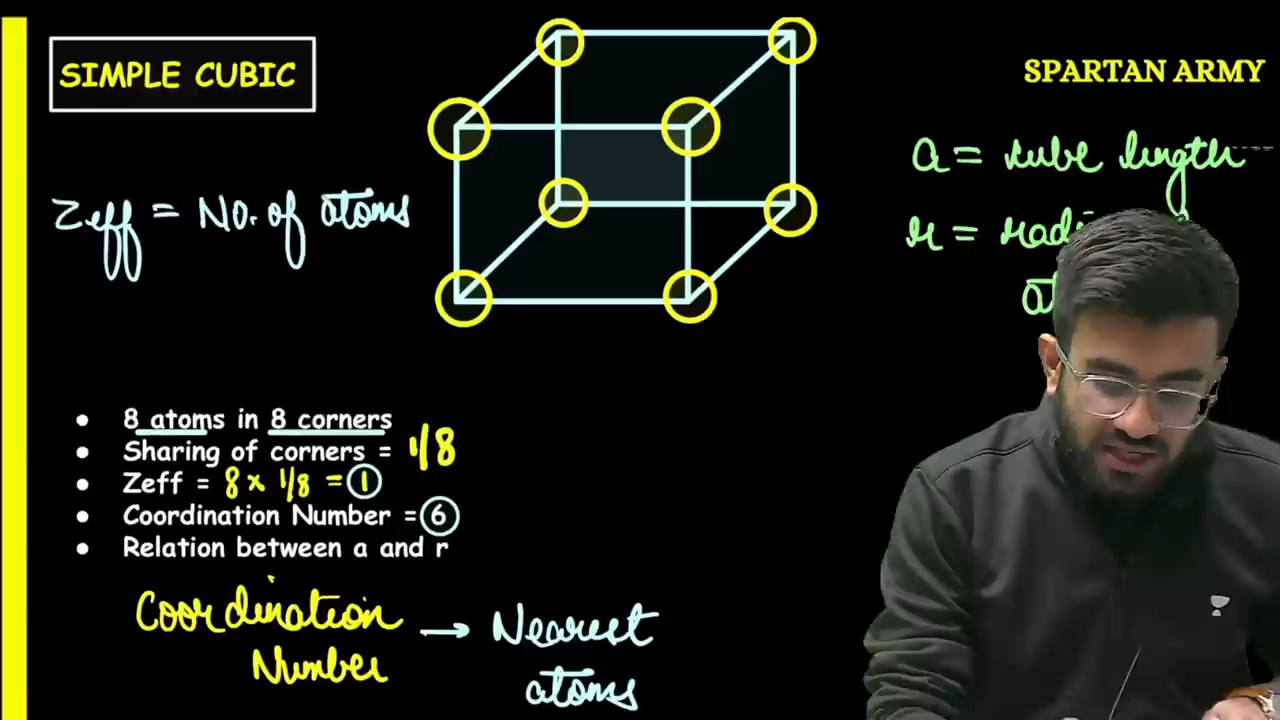 SIMPLE CUBIC
SPARTAN ARMY
Zeff = No. of atoms
a = cube length
r =
8 atoms in 8 corners
Sharing of corners = 1/8
Zeff = 8 x 1/8 = 1
Coordination Number = 6
Relation between a and r
Coordination → Nearest
Number atoms